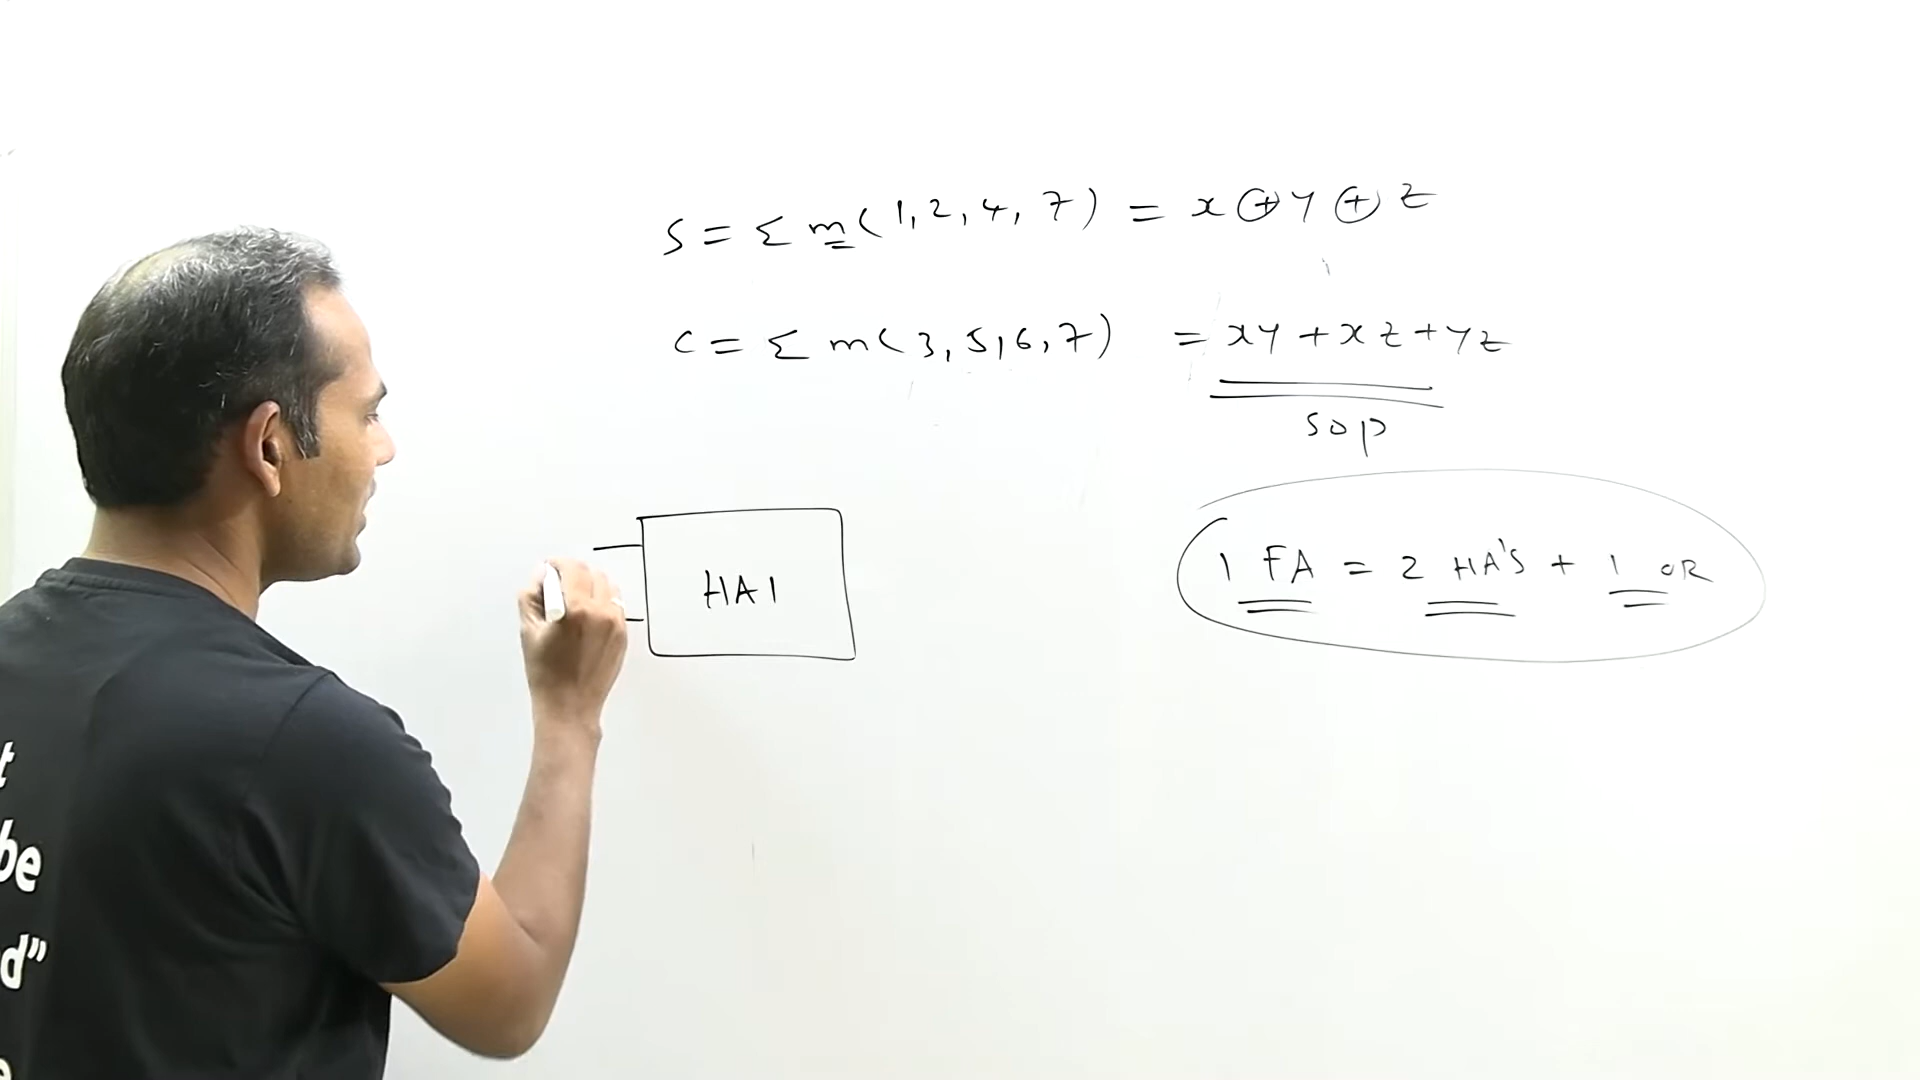 S = Σ m(1, 2, 4, 7) = x ⊕ y ⊕ z
C = Σ m(3, 5, 6, 7) = xy + xz + yz
SOP
HA1
1 FA = 2 HA'S + 1 OR
t
be
d”